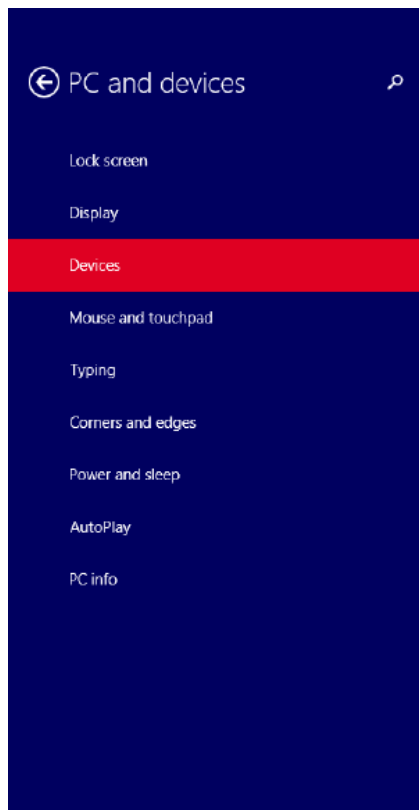 PC and devices
Lock screen
Display
Devices
Mouse and touchpad
Typing
Corners and edges
Power and sleep
AutoPlay
PC info